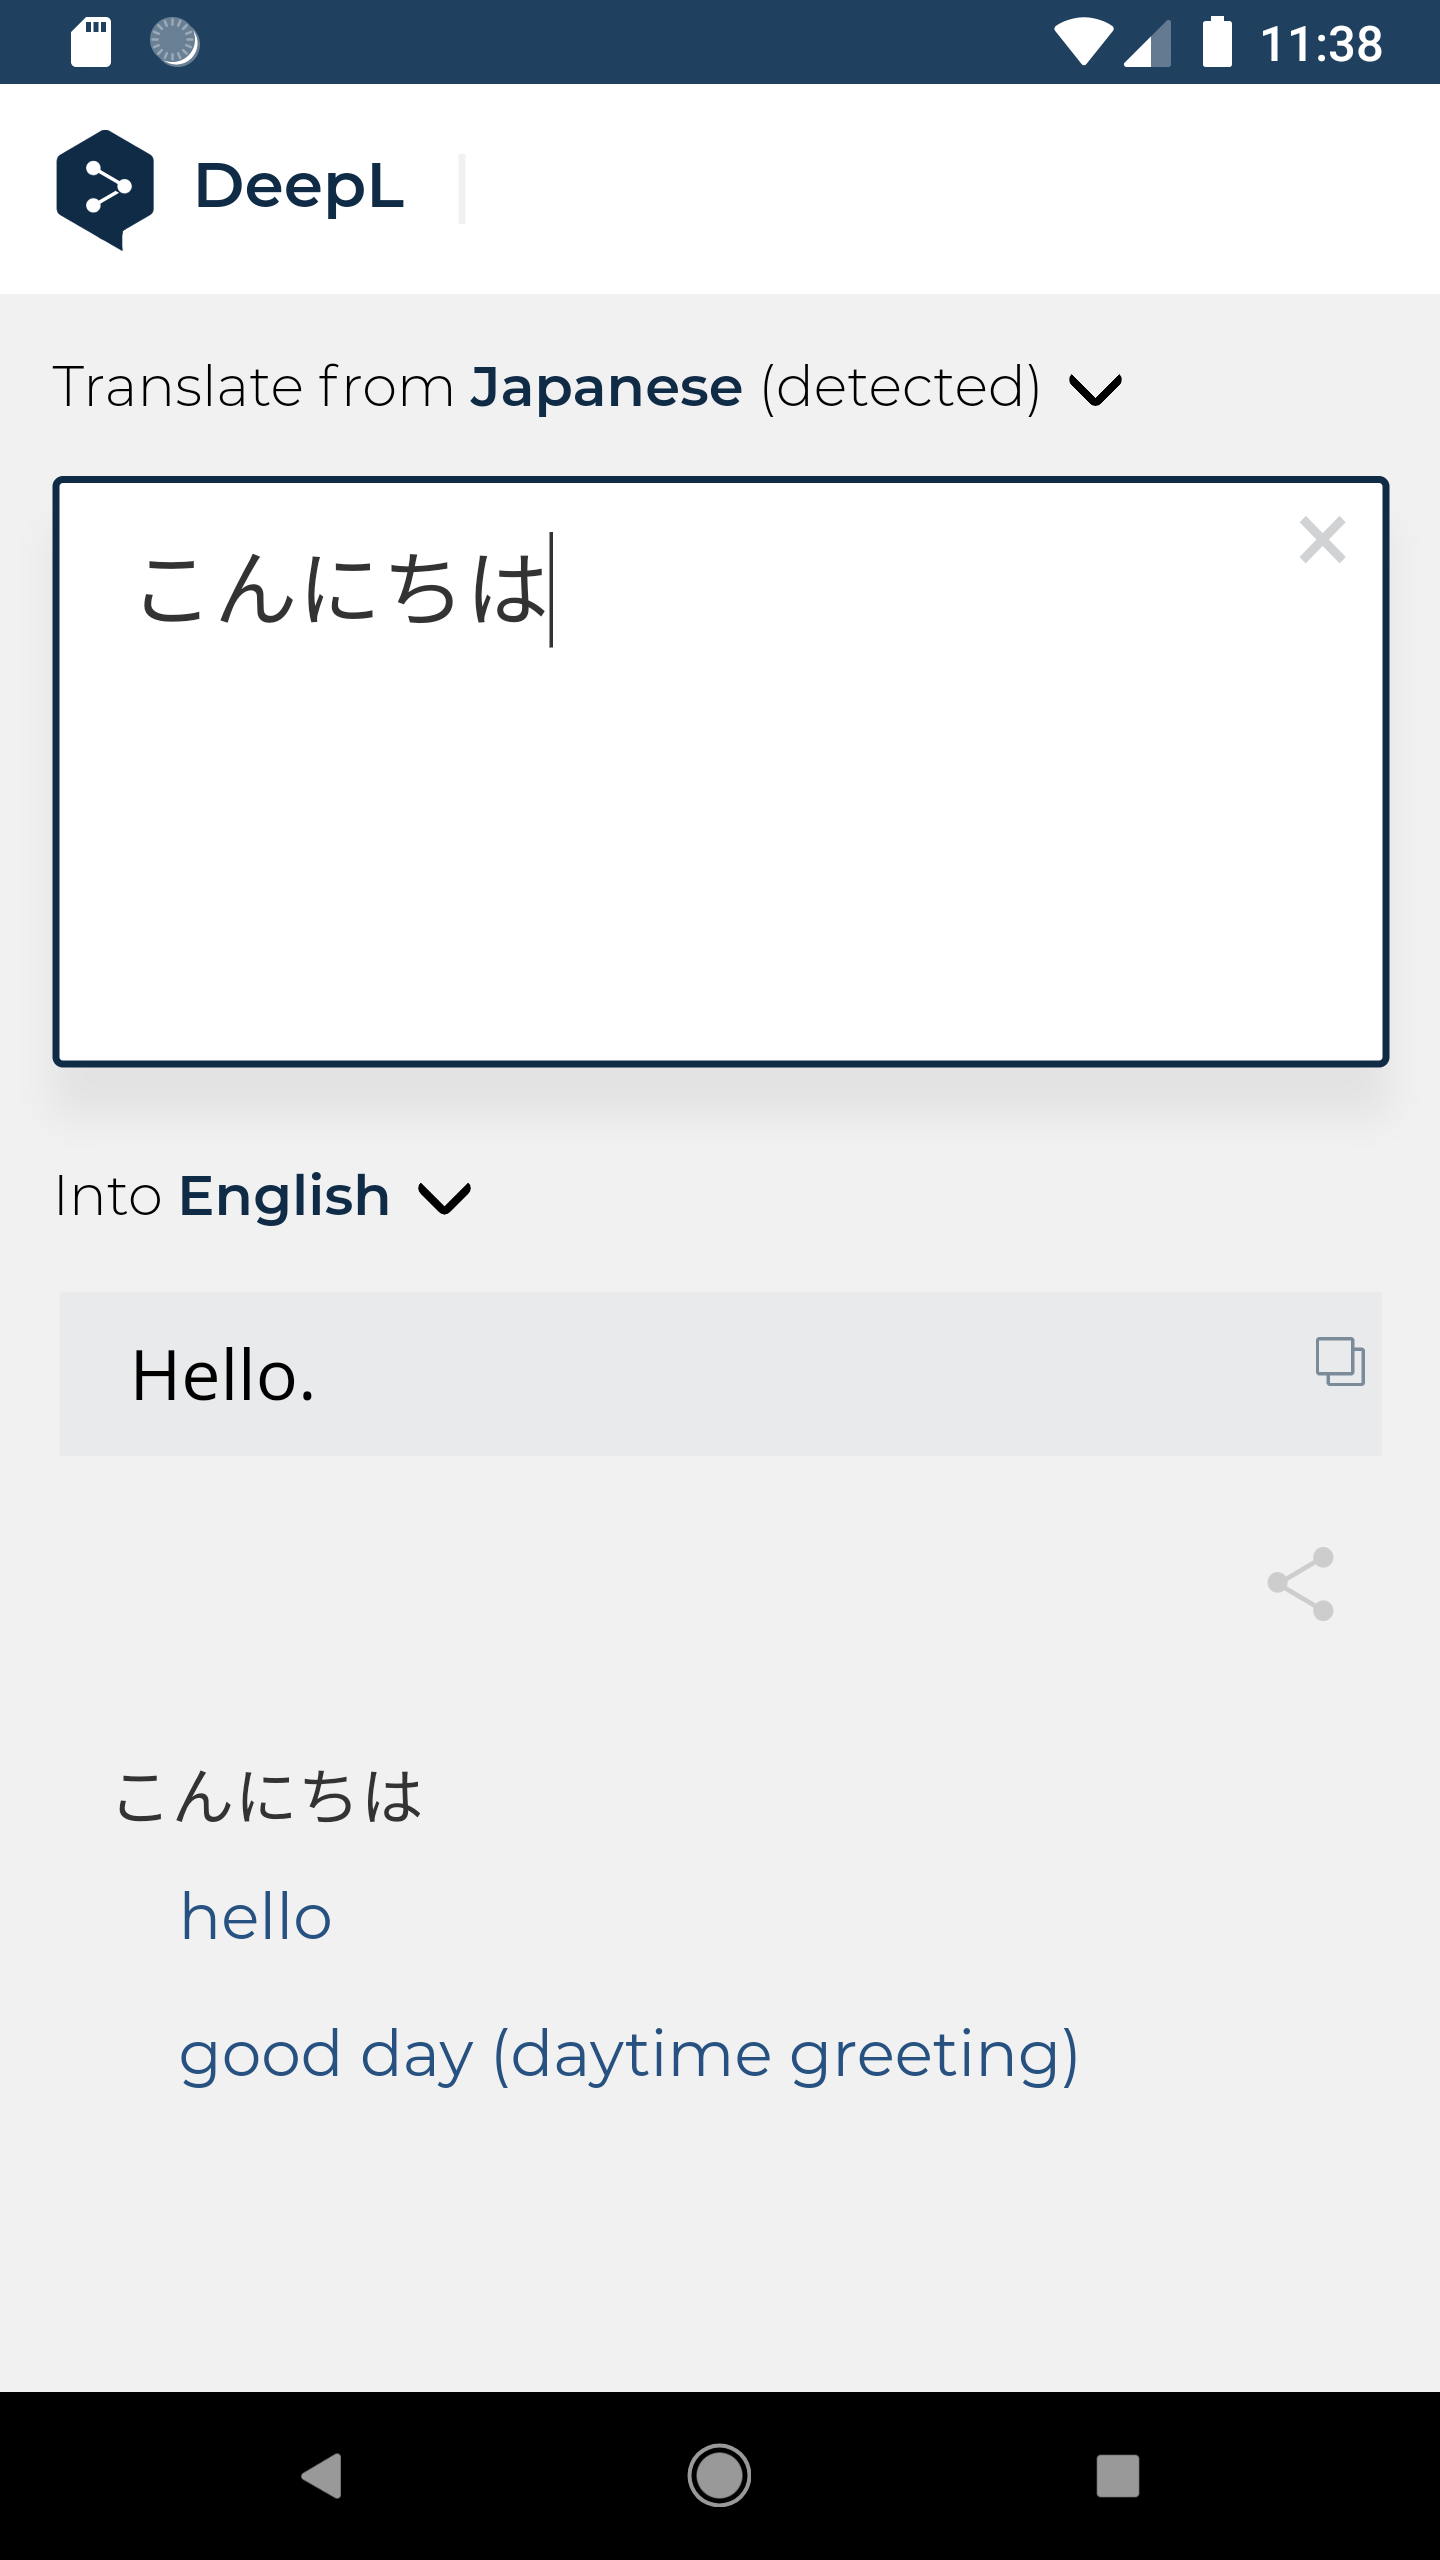 11:38
DeepL
Translate from Japanese (detected)
こんにちは
Into English
Hello.
こんにちは
hello
good day (daytime greeting)